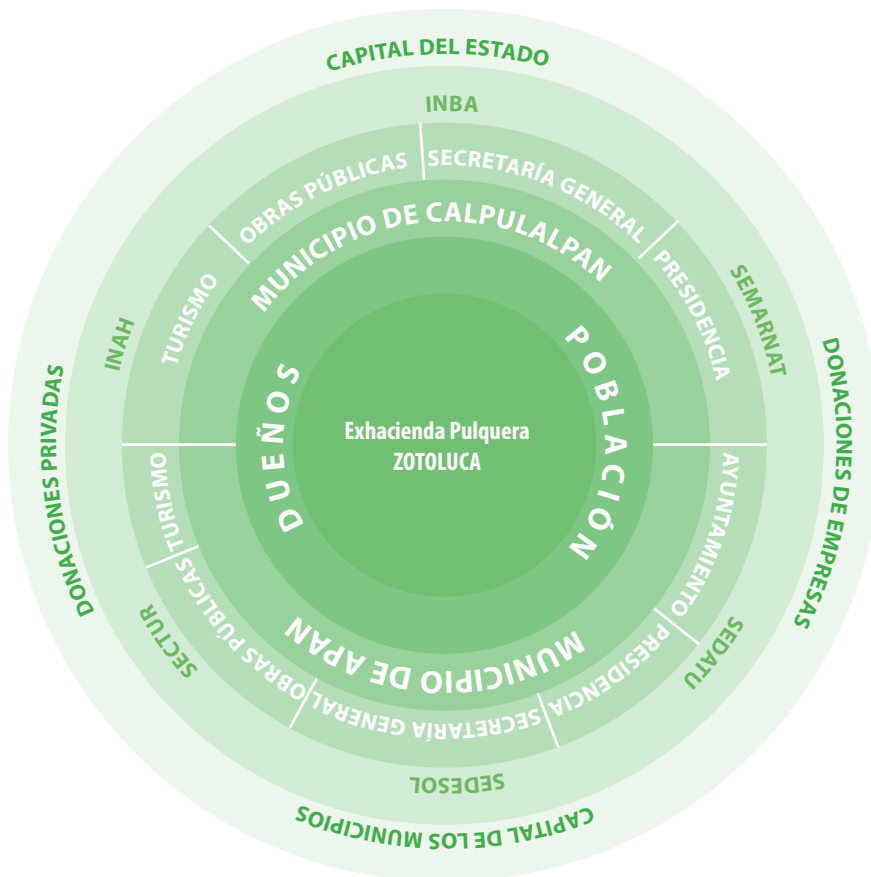 CAPITAL DEL ESTADO
INBA
OBRAS PÚBLICAS
SECRETARÍA GENERAL
MUNICIPIO DE CALPULALPAN
TURISMO
PRESIDENCIA
INAH
SEMARNAT
DONACIONES PRIVADAS
DONACIONES DE EMPRESAS
DUEÑOS
POBLACIÓN
Exhacienda Pulquera
ZOTOLUCA
TURISMO
AYUNTAMIENTO
OBRAS PÚBLICAS
PRESIDENCIA
SECTUR
SEDATU
MUNICIPIO DE APAN
SECRETARÍA GENERAL
SEDESOL
CAPITAL DE LOS MUNICIPIOS